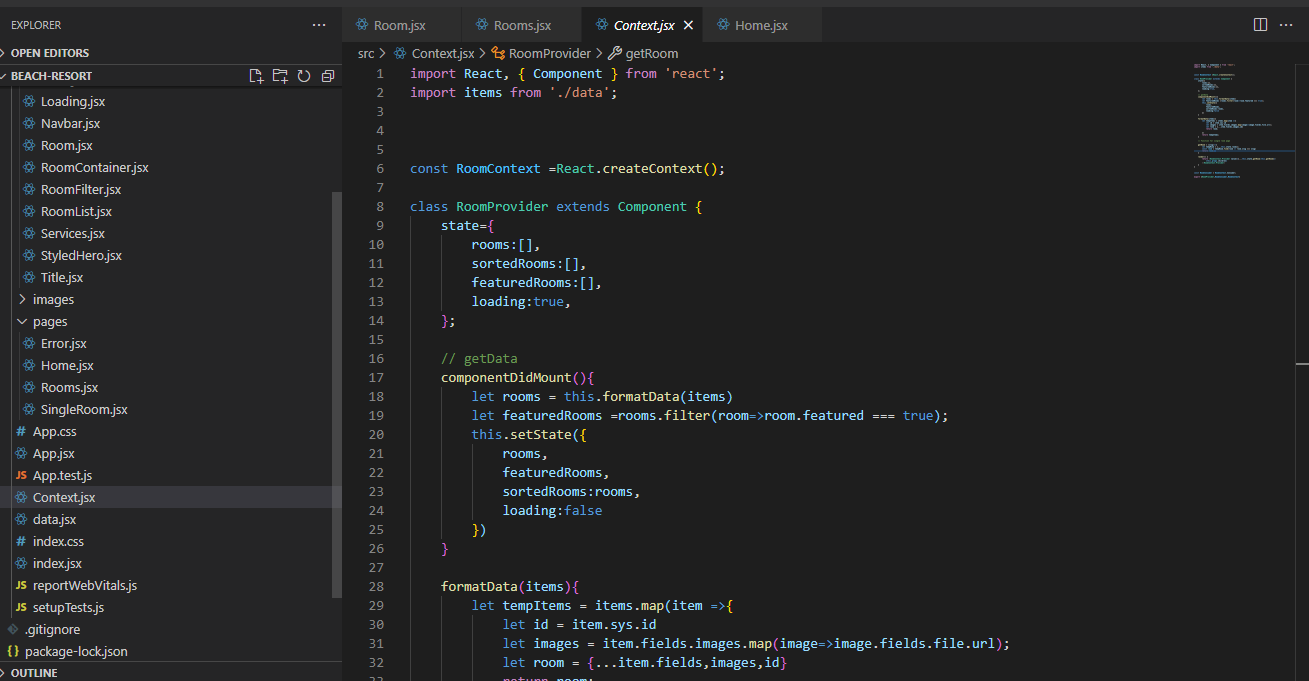 EXPLORER
OPEN EDITORS
BEACH-RESORT
Loading.jsx
Navbar.jsx
Room.jsx
RoomContainer.jsx
RoomFilter.jsx
RoomList.jsx
Services.jsx
StyledHero.jsx
Title.jsx
images
pages
Error.jsx
Home.jsx
Rooms.jsx
SingleRoom.jsx
# App.css
App.jsx
JS App.test.js
Context.jsx
data.jsx
# index.css
index.jsx
JS reportWebVitals.js
JS setupTests.js
.gitignore
{} package-lock.json
OUTLINE
Room.jsx Rooms.jsx Context.jsx Home.jsx
src > Context.jsx > RoomProvider > getRoom
1 import React, { Component } from 'react';
2 import items from './data';
3
4
5
6 const RoomContext =React.createContext();
7
8 class RoomProvider extends Component {
9 state={
10 rooms:[],
11 sortedRooms:[],
12 featuredRooms:[],
13 loading:true,
14 };
15
16 // getData
17 componentDidMount(){
18 let rooms = this.formatData(items)
19 let featuredRooms =rooms.filter(room=>room.featured === true);
20 this.setState({
21 rooms,
22 featuredRooms,
23 sortedRooms:rooms,
24 loading:false
25 })
26 }
27
28 formatData(items){
29 let tempItems = items.map(item =>{
30 let id = item.sys.id
31 let images = item.fields.images.map(image=>image.fields.file.url);
32 let room = {...item.fields,images,id}
33 return room;